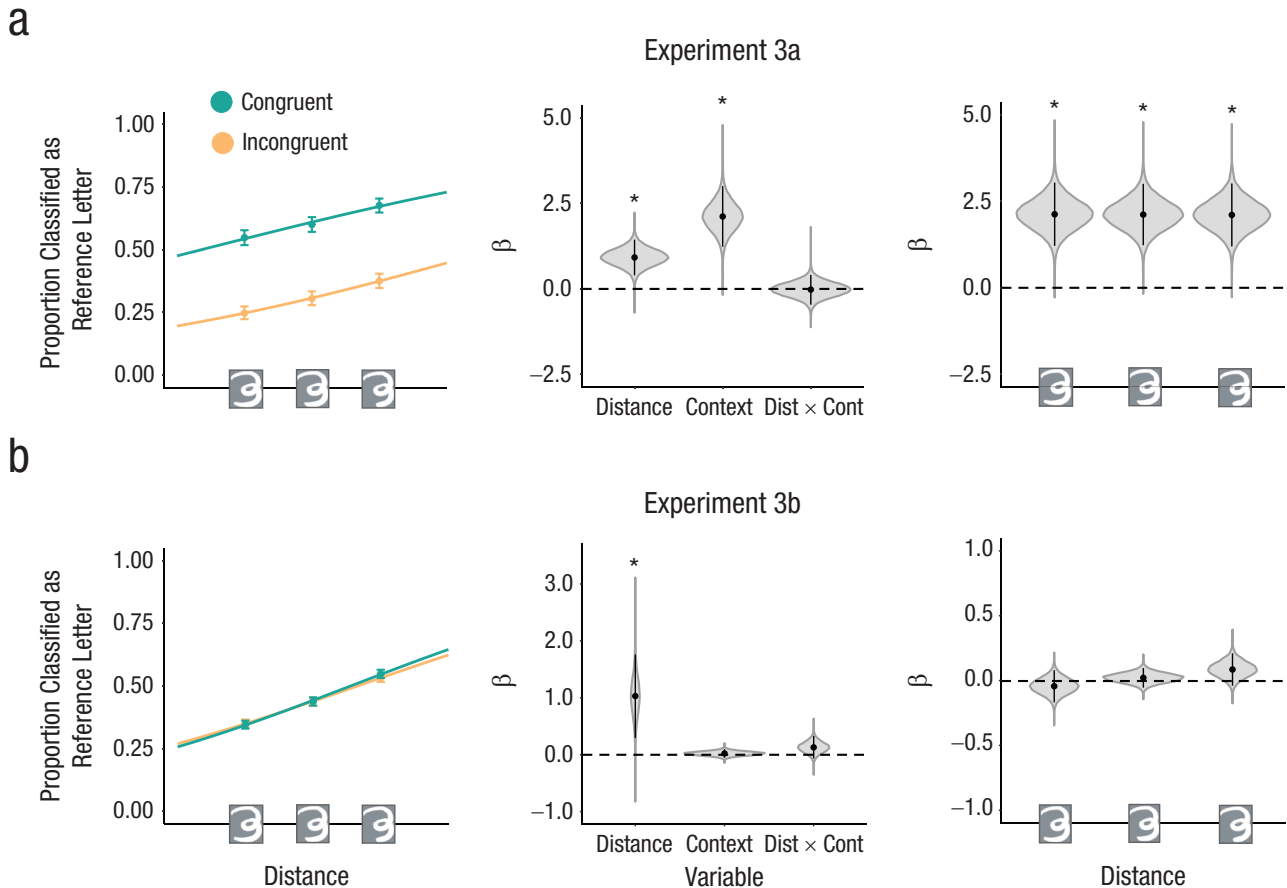 a
Experiment 3a
Congruent
Incongruent
Proportion Classified as
Reference Letter
1.00
0.75
0.50
0.25
0.00
β
5.0
2.5
0.0
−2.5
*
*
Distance
Context
Dist × Cont
β
5.0
2.5
0.0
−2.5
*
*
*
b
Experiment 3b
Proportion Classified as
Reference Letter
1.00
0.75
0.50
0.25
0.00
Distance
β
3.0
2.0
1.0
0.0
−1.0
*
Distance
Context
Dist × Cont
Variable
β
1.0
0.5
0.0
−0.5
−1.0
Distance